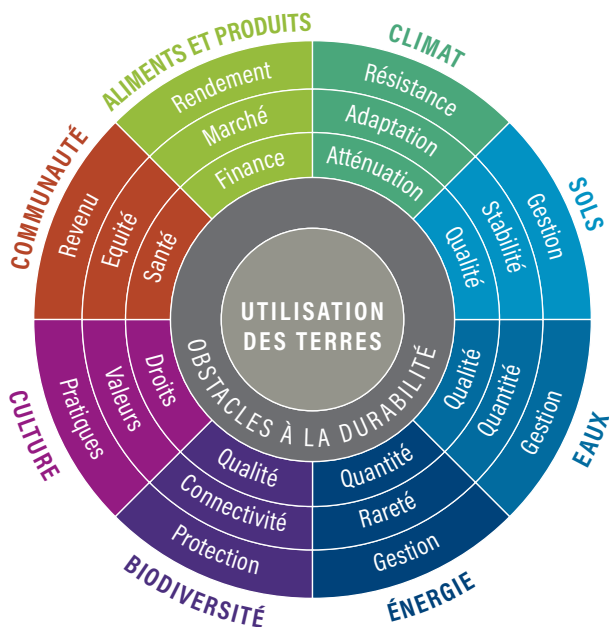 ALIMENTS ET PRODUITS
Rendement
Marché
Finance
CLIMAT
Résistance
Adaptation
Atténuation
SOLS
Gestion
Stabilité
Qualité
EAUX
Gestion
Quantité
Qualité
ÉNERGIE
Quantité
Rareté
Gestion
BIODIVERSITÉ
Qualité
Connectivité
Protection
CULTURE
Pratiques
Valeurs
Droits
COMMUNAUTÉ
Revenu
Equité
Santé
UTILISATION
DES TERRES
OBSTACLES À LA DURABILITÉ